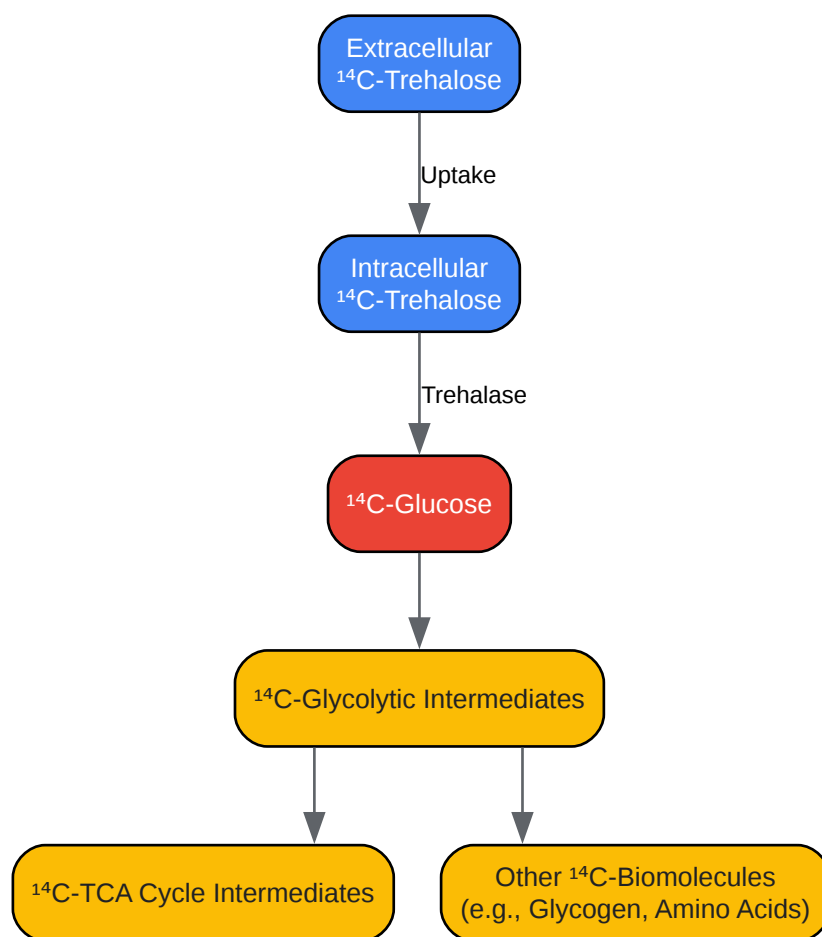 Extracellular
¹⁴C-Trehalose
Uptake
Intracellular
¹⁴C-Trehalose
Trehalase
¹⁴C-Glucose
¹⁴C-Glycolytic Intermediates
¹⁴C-TCA Cycle Intermediates
Other ¹⁴C-Biomolecules
(e.g., Glycogen, Amino Acids)